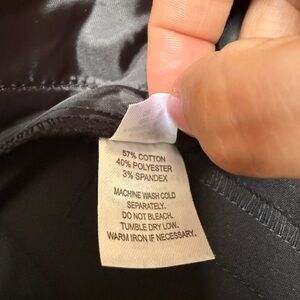 57% COTTON
40% POLYESTER
3% SPANDEX
MACHINE WASH COLD
SEPARATELY.
DO NOT BLEACH.
TUMBLE DRY LOW.
WARM IRON IF NECESSARY.